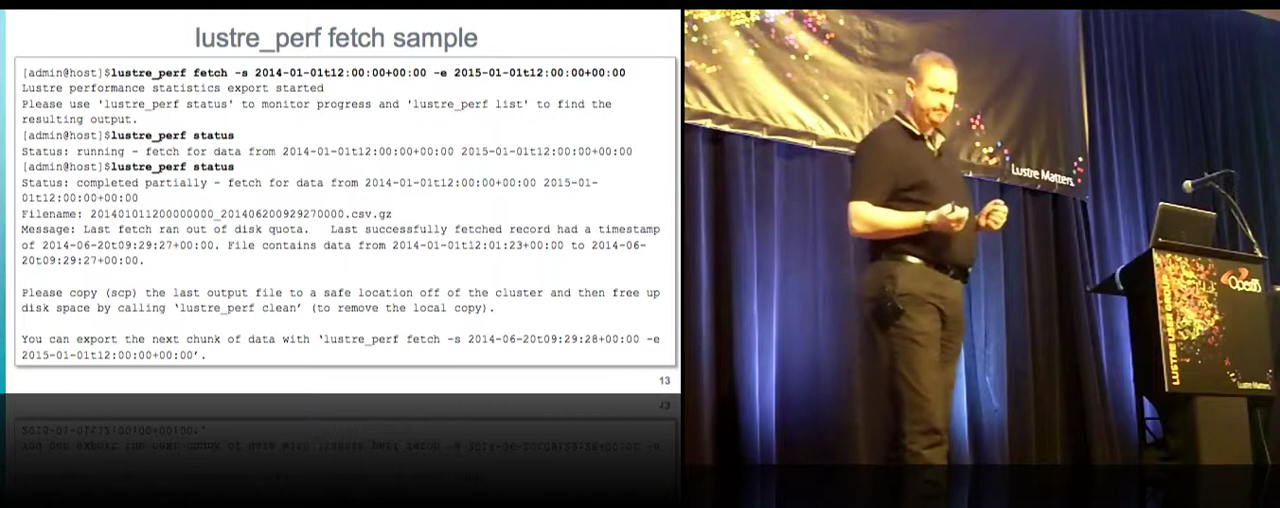 lustre_perf fetch sample
[admin@host]$lustre_perf fetch -s 2014-01-01t12:00:00+00:00 -e 2015-01-01t12:00:00+00:00
Lustre performance statistics export started
Please use 'lustre_perf status' to monitor progress and 'lustre_perf list' to find the
resulting output.
[admin@host]$lustre_perf status
Status: running - fetch for data from 2014-01-01t12:00:00+00:00 2015-01-01t12:00:00+00:00
[admin@host]$lustre_perf status
Status: completed partially - fetch for data from 2014-01-01t12:00:00+00:00 2015-01-
01t12:00:00+00:00
Filename: 201401011200000000_201406200929270000.csv.gz
Message: Last fetch ran out of disk quota.   Last successfully fetched record had a timestamp
of 2014-06-20t09:29:27+00:00. File contains data from 2014-01-01t12:01:23+00:00 to 2014-06-
20t09:29:27+00:00.
Please copy (scp) the last output file to a safe location off of the cluster and then free up
disk space by calling ‘lustre_perf clean’ (to remove the local copy).
You can export the next chunk of data with ‘lustre_perf fetch -s 2014-06-20t09:29:28+00:00 -e
2015-01-01t12:00:00+00:00’.
13
Lustre Matters.
OpenSFS
LUSTRE USER GROUP
Lustre Matters.